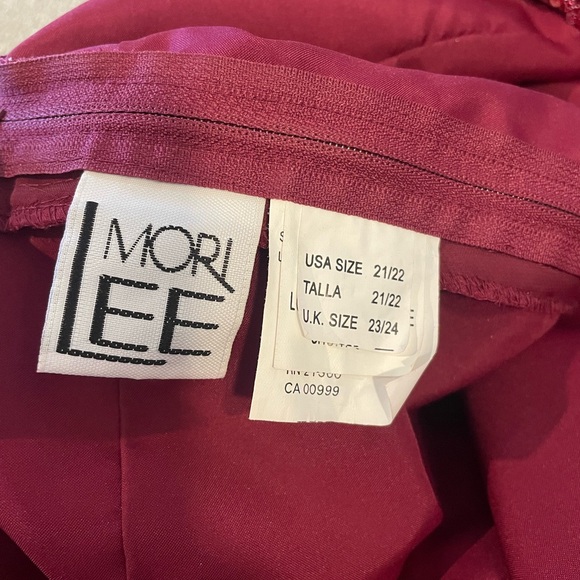 MORI
LEE
USA SIZE 21/22
TALLA 21/22
U.K. SIZE 23/24
CA 00999